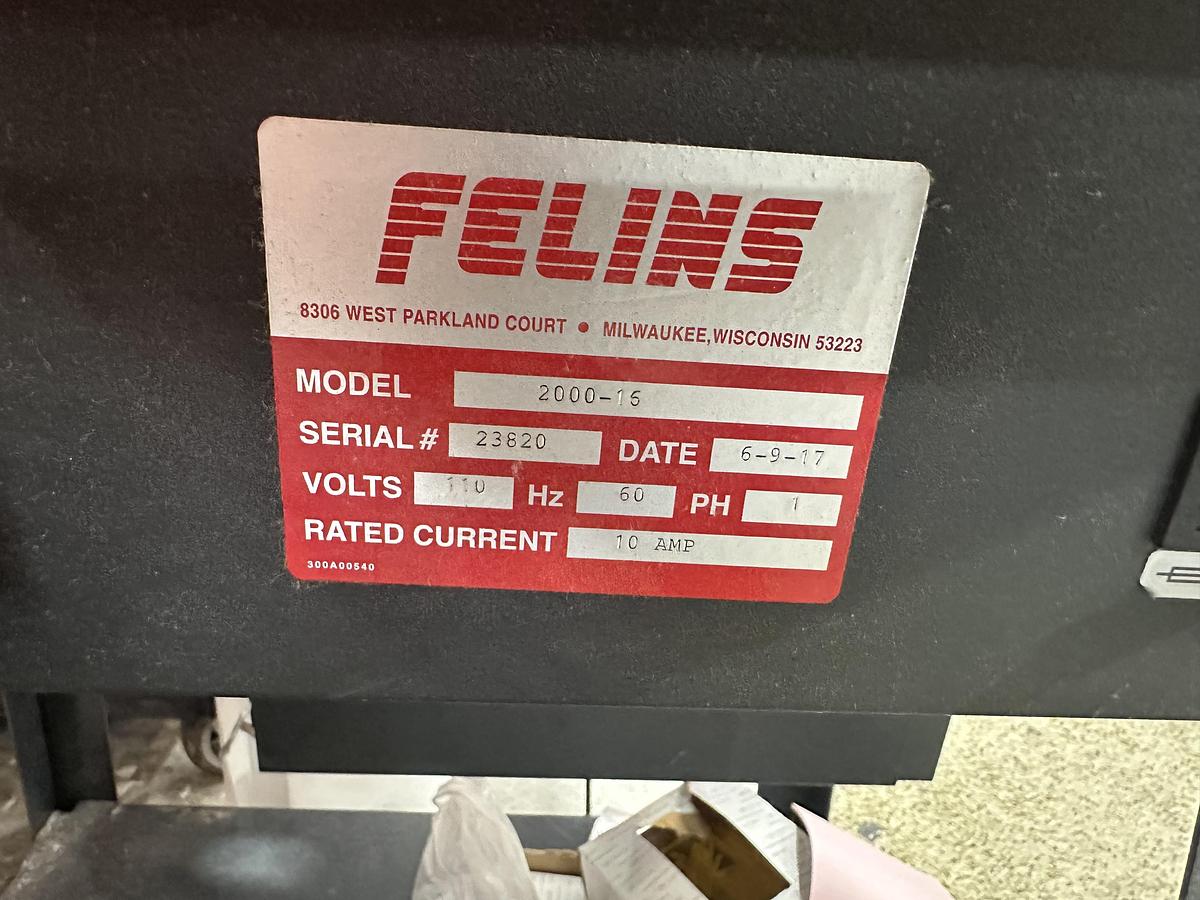 FELINS
8306 WEST PARKLAND COURT • MILWAUKEE, WISCONSIN 53223
MODEL 2000-16
SERIAL # 23820 DATE 6-9-17
VOLTS 110 Hz 60 PH 1
RATED CURRENT 10 AMP
300A00540